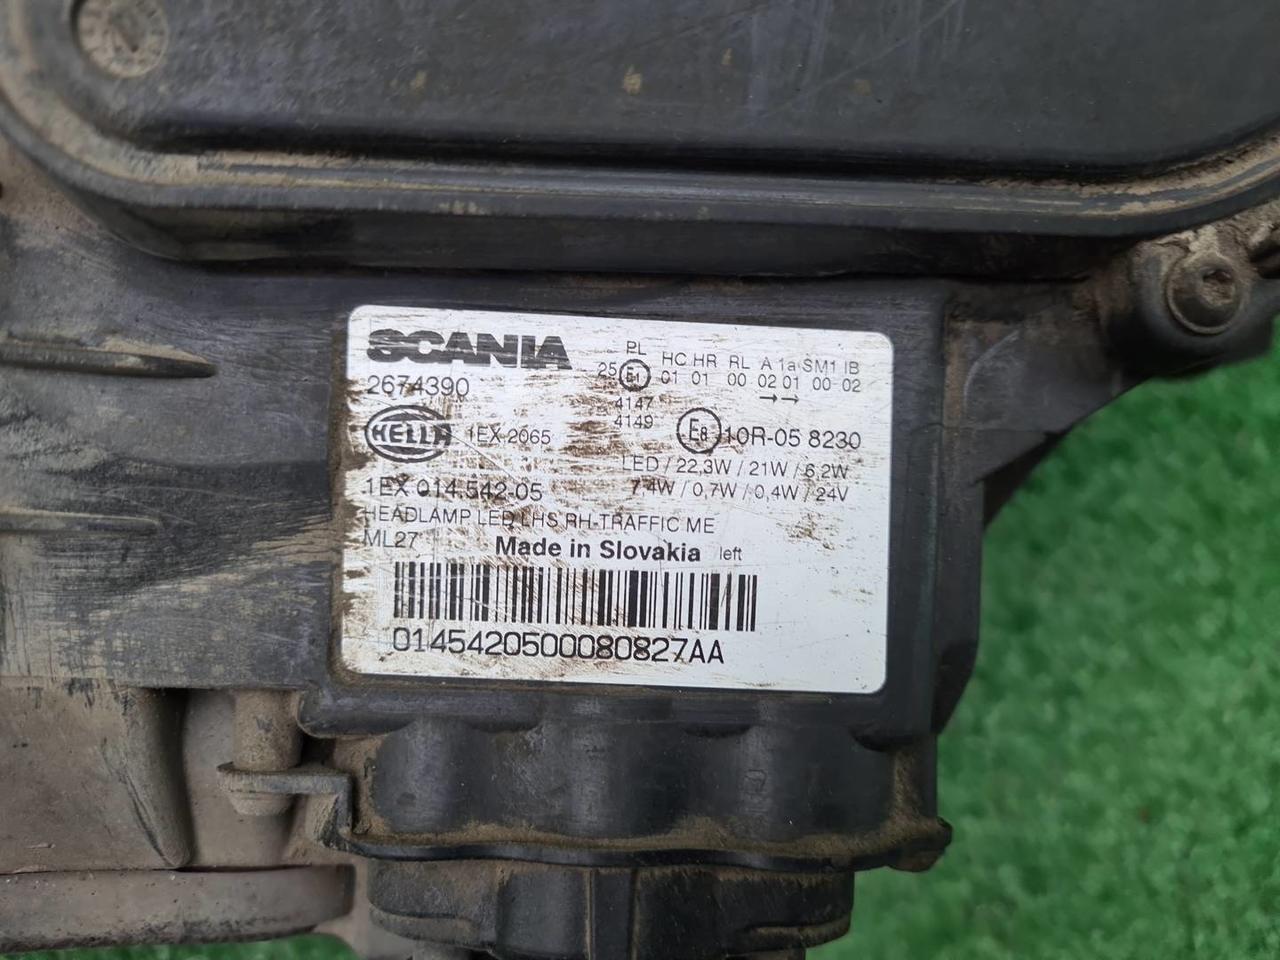 SCANIA
2674390
PL HC HR RL A 1a SM1 IB
25 E1 01 01 00 02 01 00 02
→→
4147
4149
E8 10R-05 8230
HELLA 1EX 2065
LED / 22,3W / 21W / 6,2W
7,4W / 0,7W / 0,4W / 24V
1EX 014.542-05
HEADLAMP LED LHS RH-TRAFFIC ME
ML27 Made in Slovakia left
0145420500080827AA